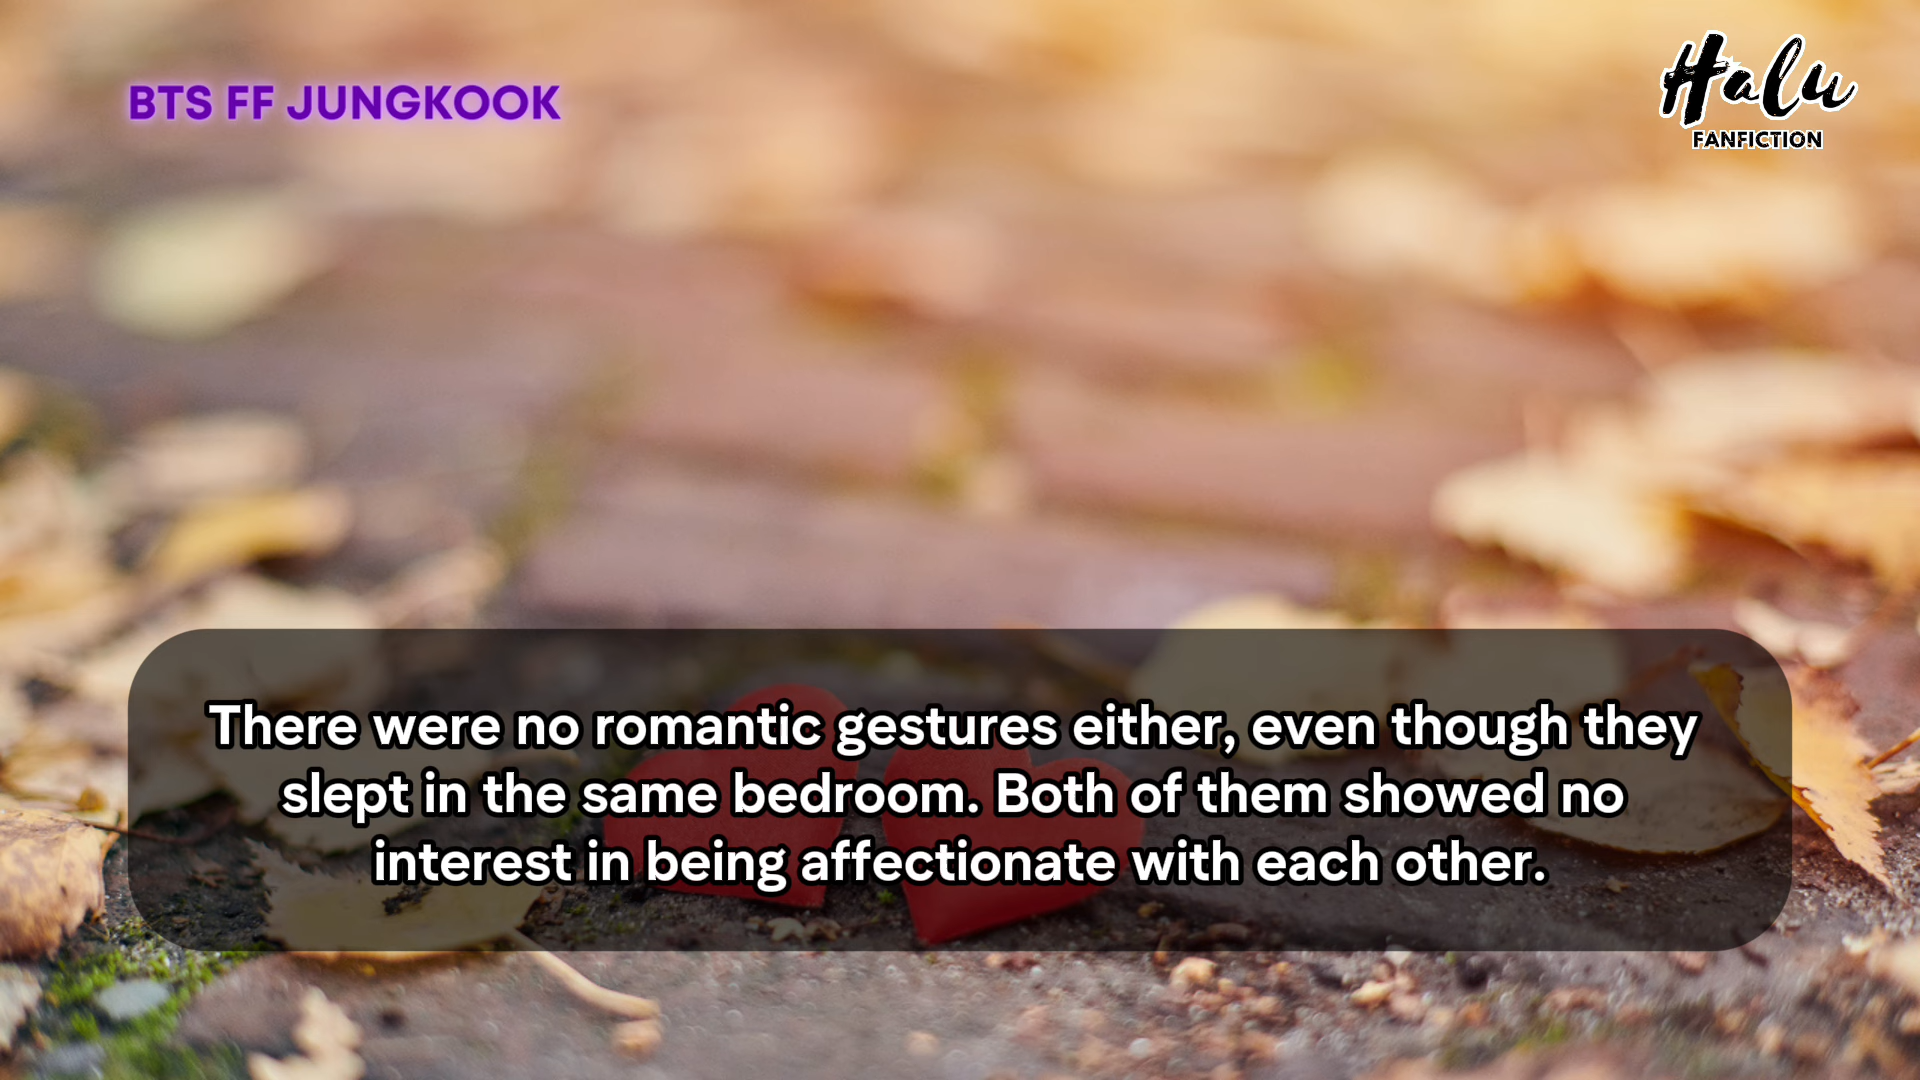 BTS FF JUNGKOOK
Halu
FANFICTION
There were no romantic gestures either, even though they
slept in the same bedroom. Both of them showed no
interest in being affectionate with each other.